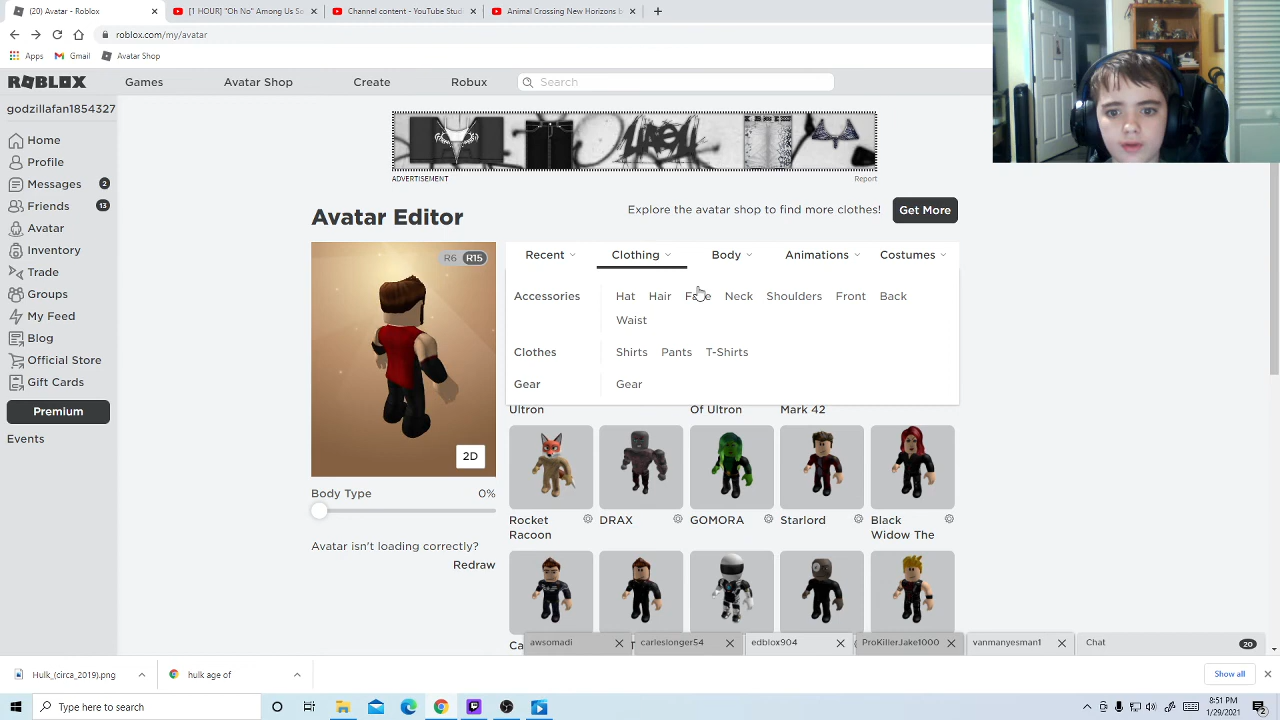 (20) Avatar - Roblox
[1 HOUR] "Oh No" Among Us So
Channel content - YouTube Stud
Animal Crossing New Horizons b
roblox.com/my/avatar
Apps
Gmail
Avatar Shop
ROBLOX
Games
Avatar Shop
Create
Robux
Search
godzillafan1854327
Home
Profile
Messages 2
Friends 13
Avatar
Inventory
Trade
Groups
My Feed
Blog
Official Store
Gift Cards
Premium
Events
ADVERTISEMENT
Report
Avatar Editor
Explore the avatar shop to find more clothes!
Get More
R6 R15
2D
Body Type 0%
Avatar isn't loading correctly?
Redraw
Recent
Clothing
Body
Animations
Costumes
Accessories
Hat Hair Face Neck Shoulders Front Back
Waist
Clothes
Shirts Pants T-Shirts
Gear
Gear
Ultron
Of Ultron
Mark 42
Rocket
Racoon
DRAX
GOMORA
Starlord
Black
Widow The
awsomadi
carleslonger54
edblox904
ProKillerJake1000
vanmanyesman1
Chat
20
Hulk_(circa_2019).png
hulk age of
Show all
Type here to search
8:51 PM
1/29/2021
2